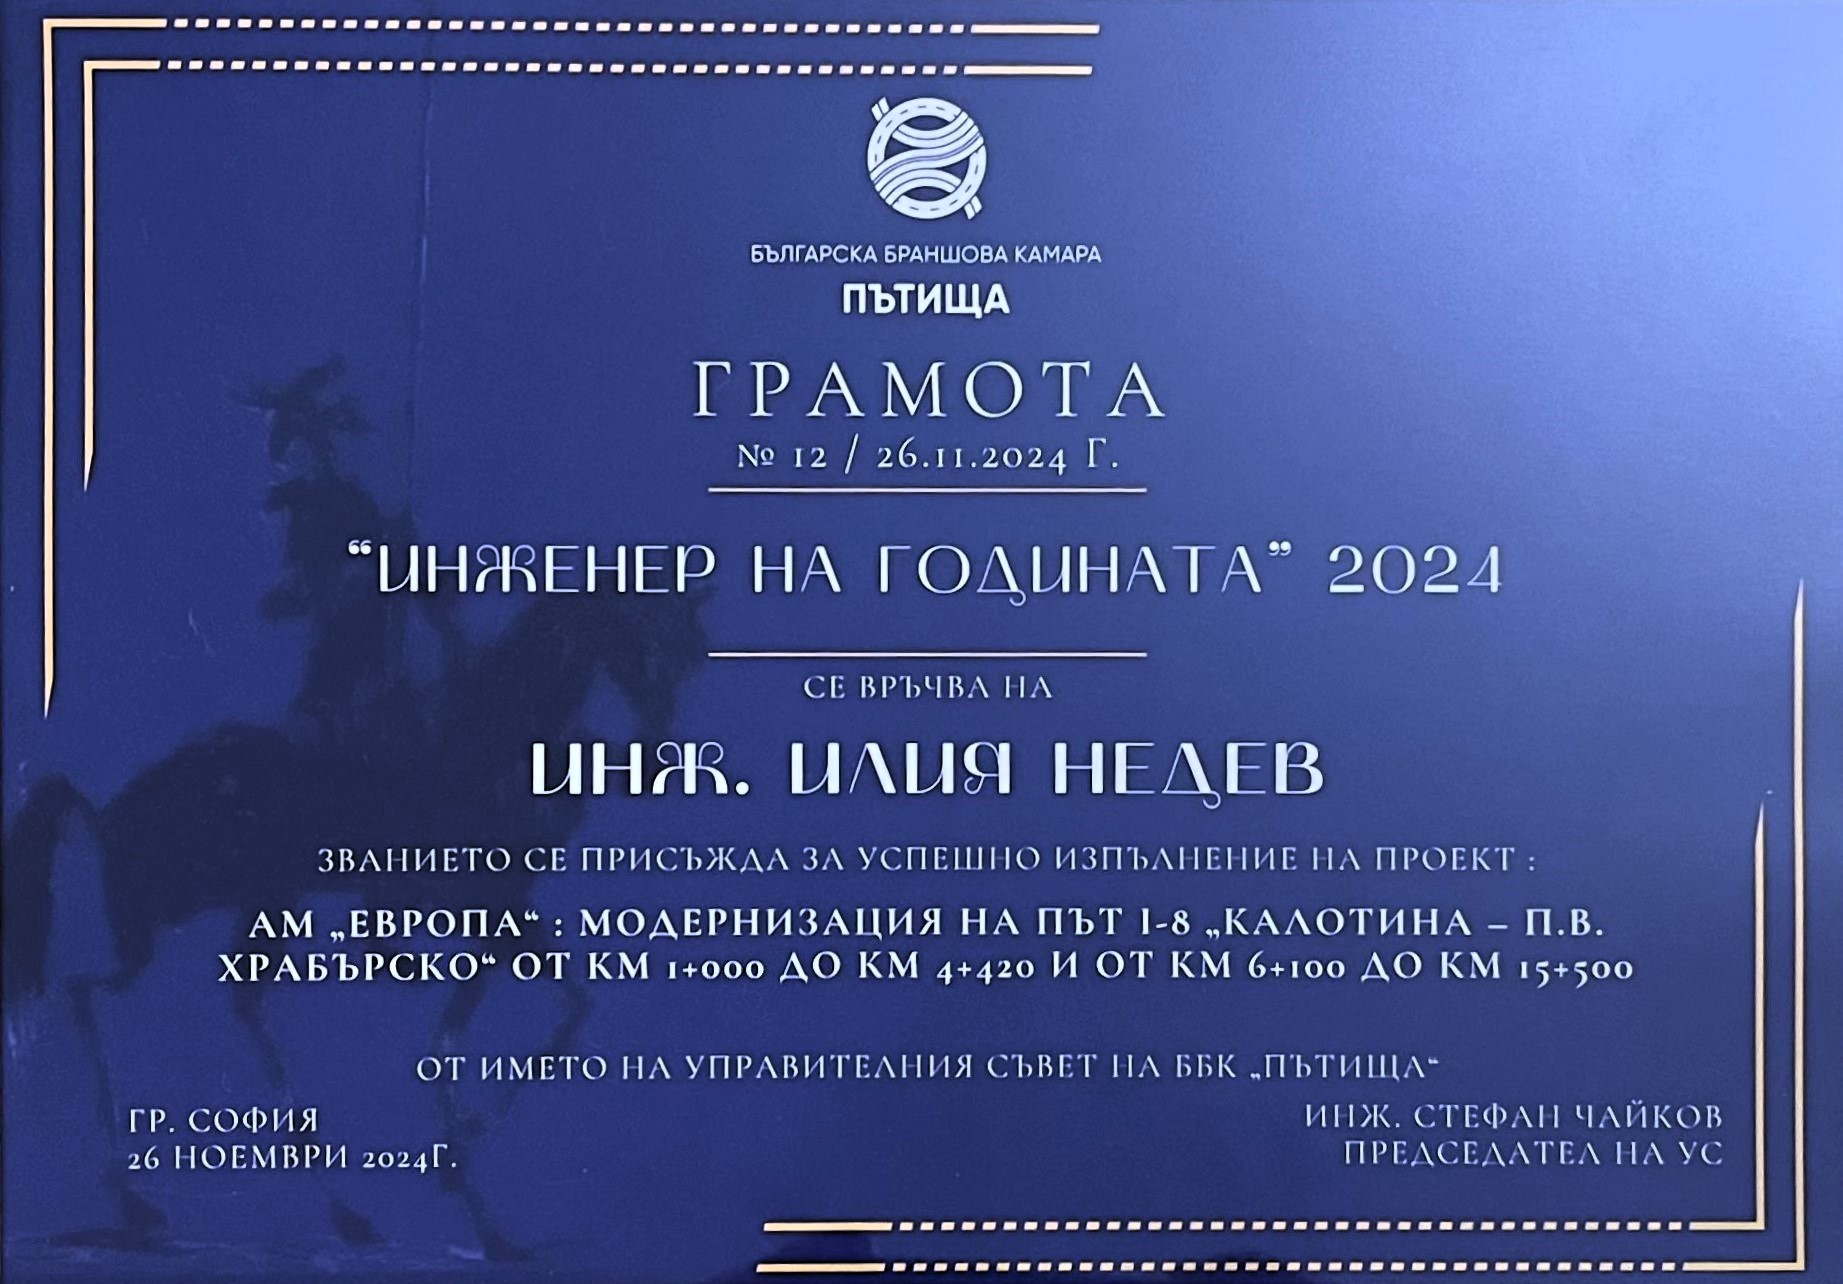 БЪЛГАРСКА БРАНШОВА КАМАРА
ПЪТИЩА
ГРАМОТА
№ 12 / 26.11.2024 Г.
“ИНЖЕНЕР НА ГОДИНАТА” 2024
СЕ ВРЪЧВА НА
ИНЖ. ИЛИЯ НЕДЕВ
ЗВАНИЕТО СЕ ПРИСЪЖДА ЗА УСПЕШНО ИЗПЪЛНЕНИЕ НА ПРОЕКТ :
АМ „ЕВРОПА“ : МОДЕРНИЗАЦИЯ НА ПЪТ I-8 „КАЛОТИНА – П.В.
ХРАБЪРСКО“ ОТ КМ 1+000 ДО КМ 4+420 И ОТ КМ 6+100 ДО КМ 15+500
ОТ ИМЕТО НА УПРАВИТЕЛНИЯ СЪВЕТ НА ББК „ПЪТИЩА“
ГР. СОФИЯ
26 НОЕМВРИ 2024Г.
ИНЖ. СТЕФАН ЧАЙКОВ
ПРЕДСЕДАТЕЛ НА УС